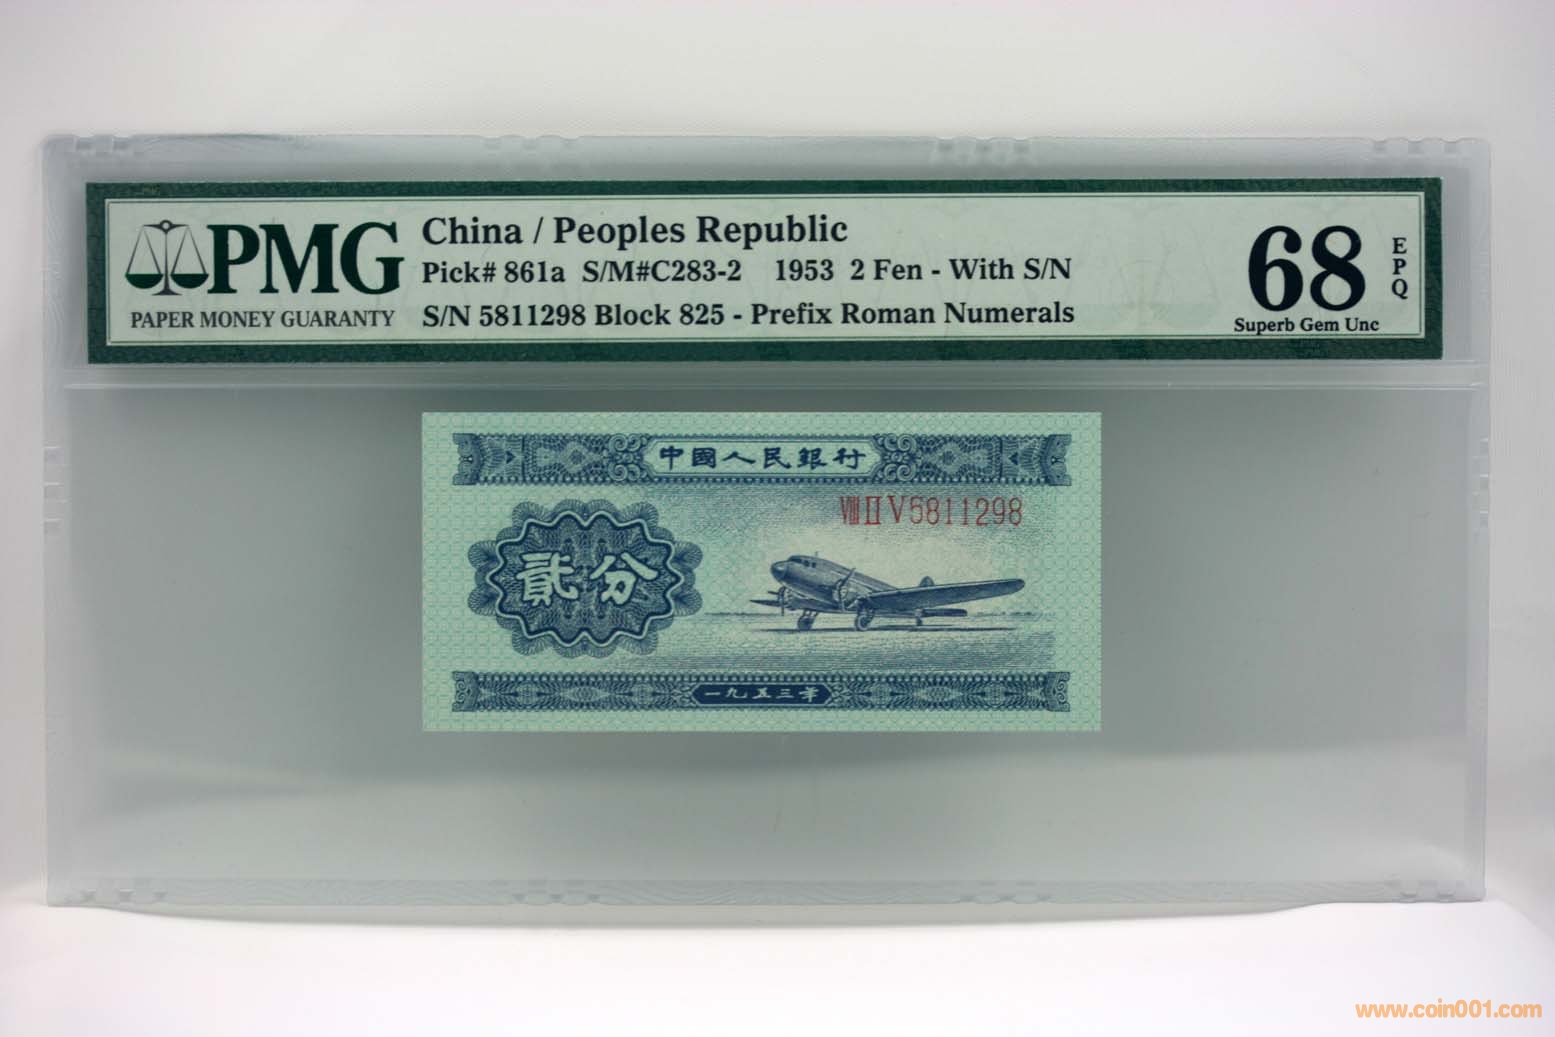 PMG
PAPER MONEY GUARANTY
China / Peoples Republic
Pick# 861a S/M#C283-2 1953 2 Fen - With S/N
S/N 5811298 Block 825 - Prefix Roman Numerals
68
EPQ
Superb Gem Unc
中國人民銀行
ⅧⅡⅤ5811298
貳分
一九五三年
www.coin001.com